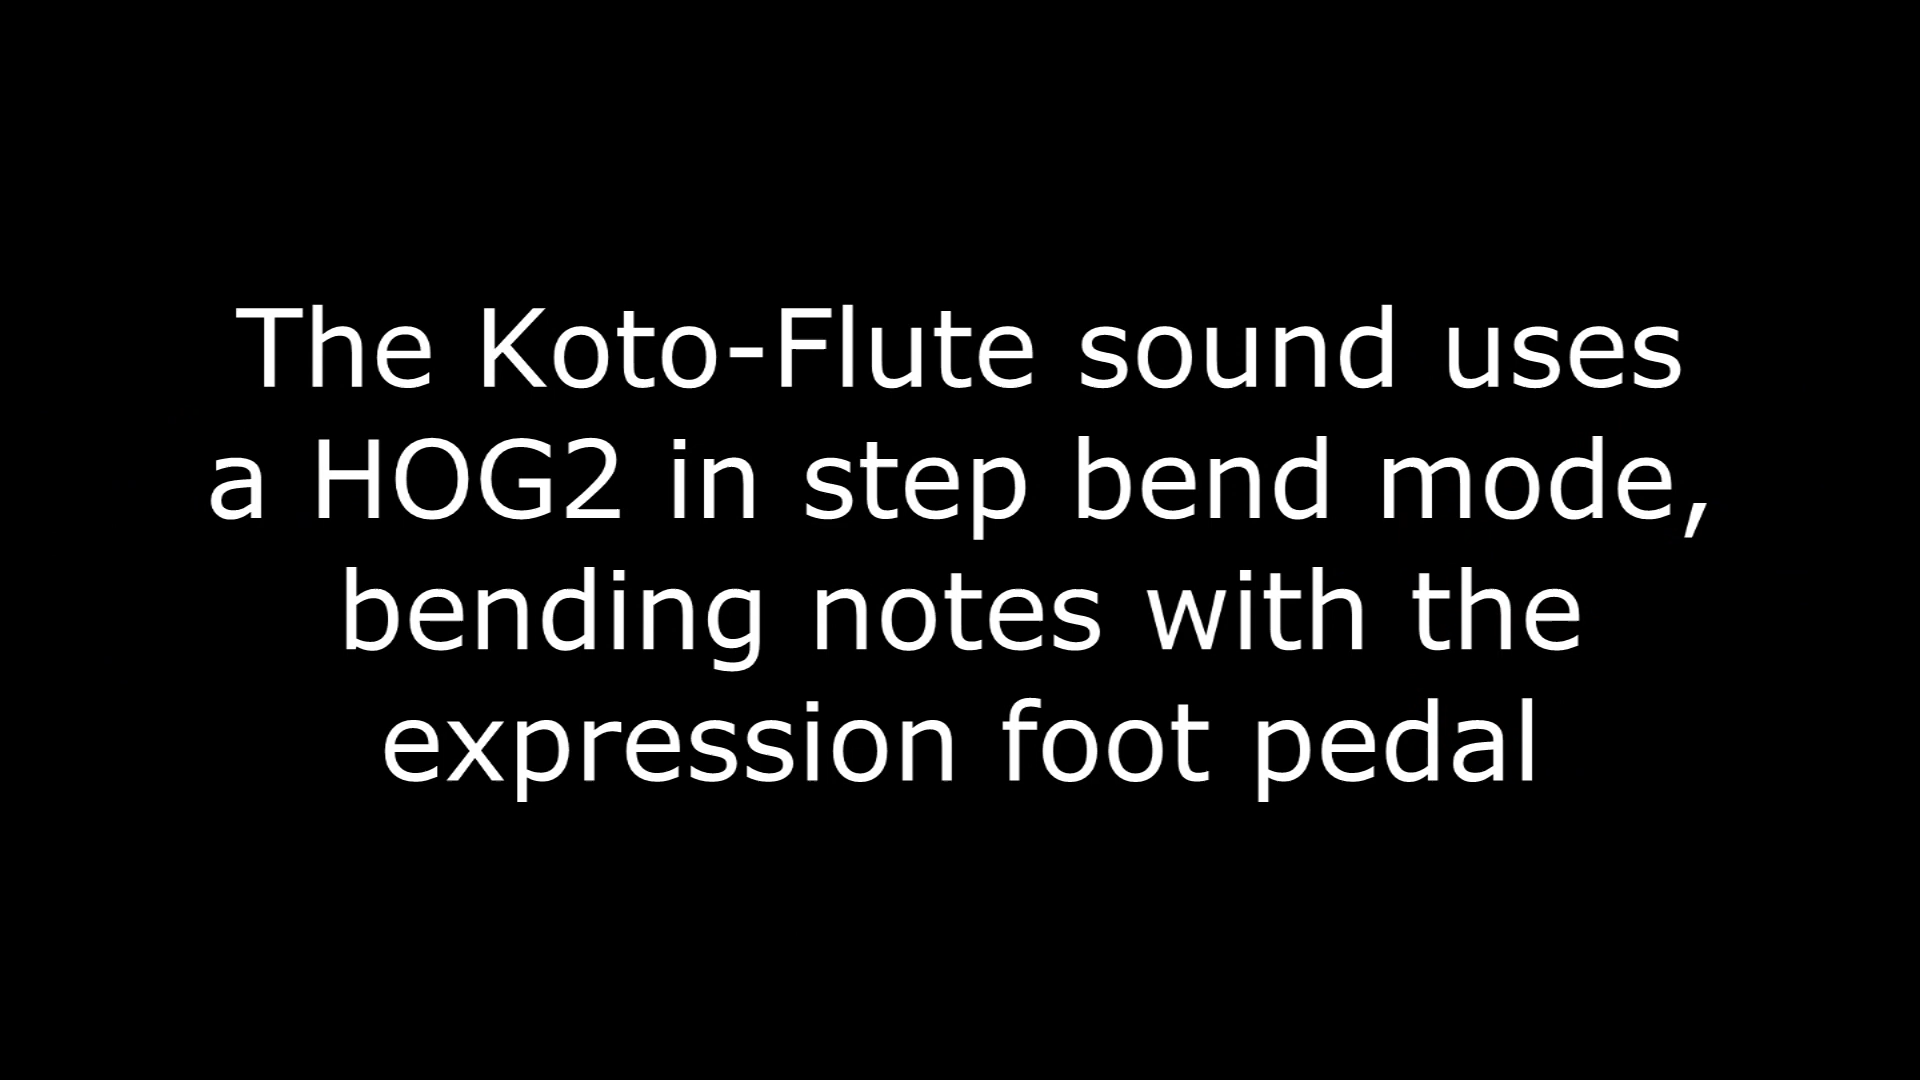 The Koto-Flute sound uses
a HOG2 in step bend mode,
bending notes with the
expression foot pedal